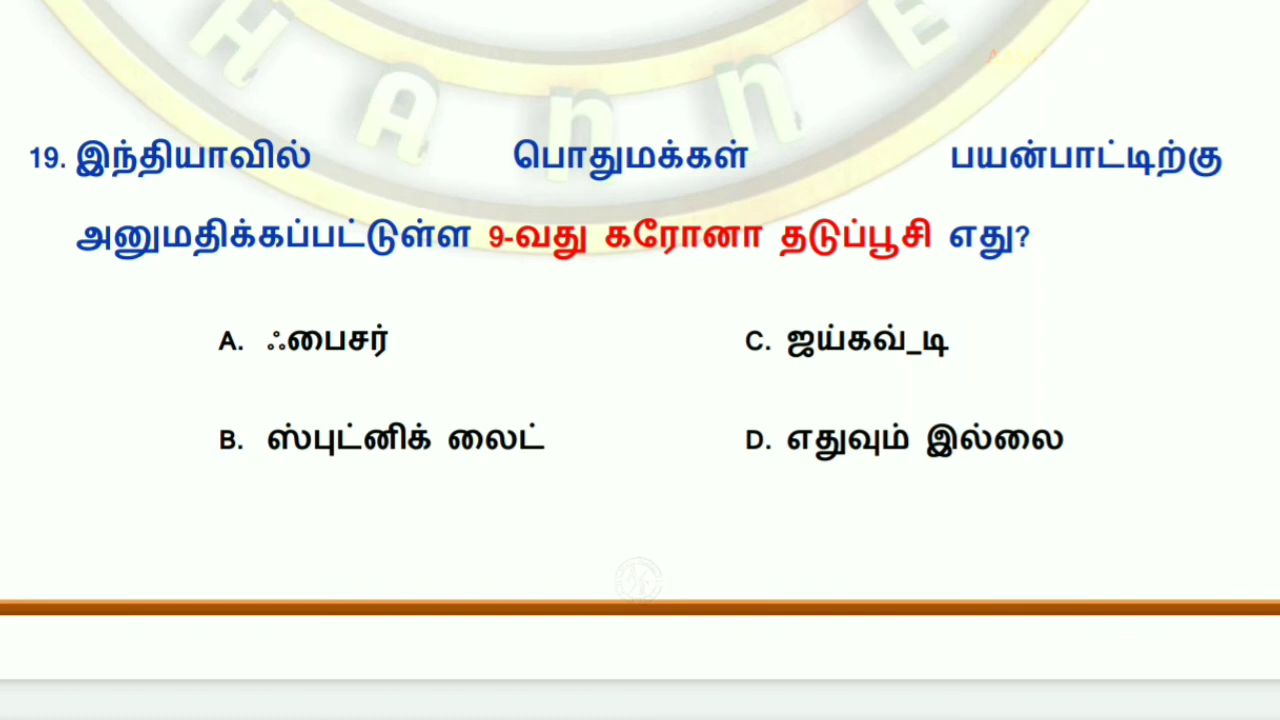 H A n n E
19. இந்தியாவில் பொதுமக்கள் பயன்பாட்டிற்கு
அனுமதிக்கப்பட்டுள்ள 9-வது கரோனா தடுப்பூசி எது?
A. ஃபைசர் C. ஜய்கவ்_டி
B. ஸ்புட்னிக் லைட் D. எதுவும் இல்லை